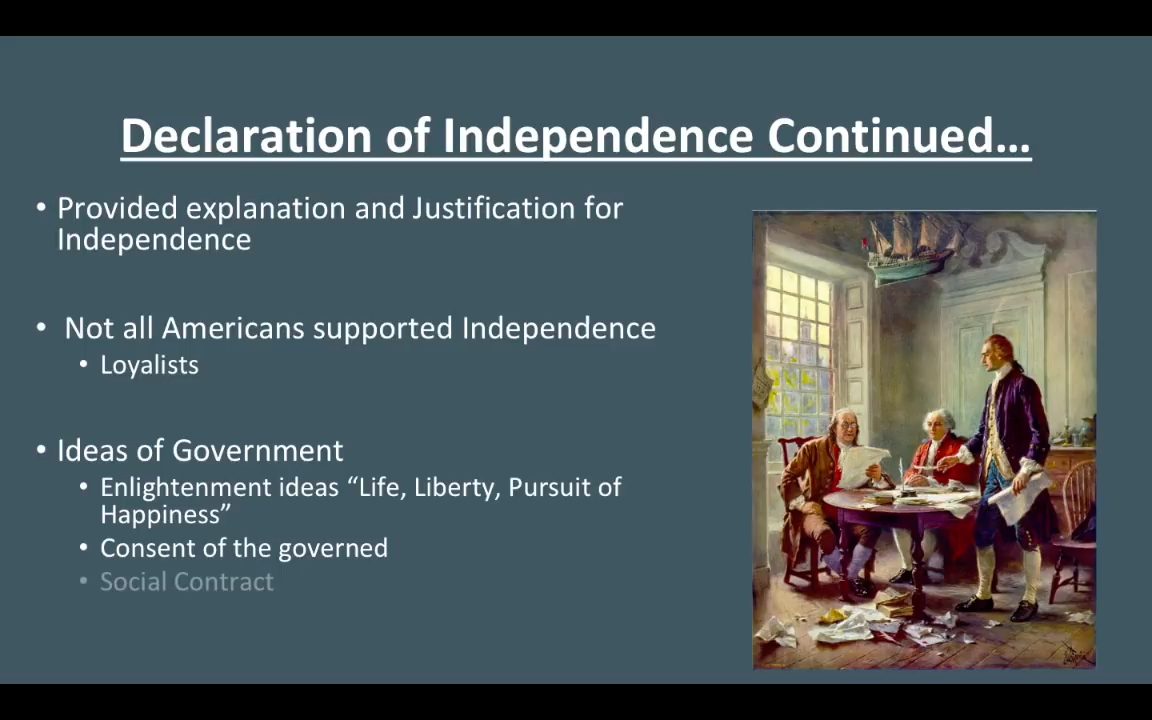 Declaration of Independence Continued...
• Provided explanation and Justification for
Independence
• Not all Americans supported Independence
• Loyalists
• Ideas of Government
• Enlightenment ideas “Life, Liberty, Pursuit of
Happiness”
• Consent of the governed
• Social Contract